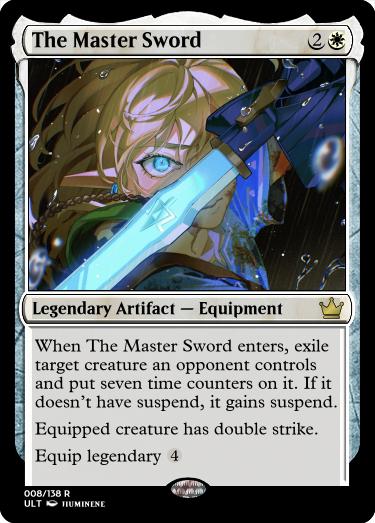 The Master Sword 2
Legendary Artifact — Equipment
When The Master Sword enters, exile
target creature an opponent controls
and put seven time counters on it. If it
doesn't have suspend, it gains suspend.
Equipped creature has double strike.
Equip legendary 4
008/138 R
ULT HUMINENE